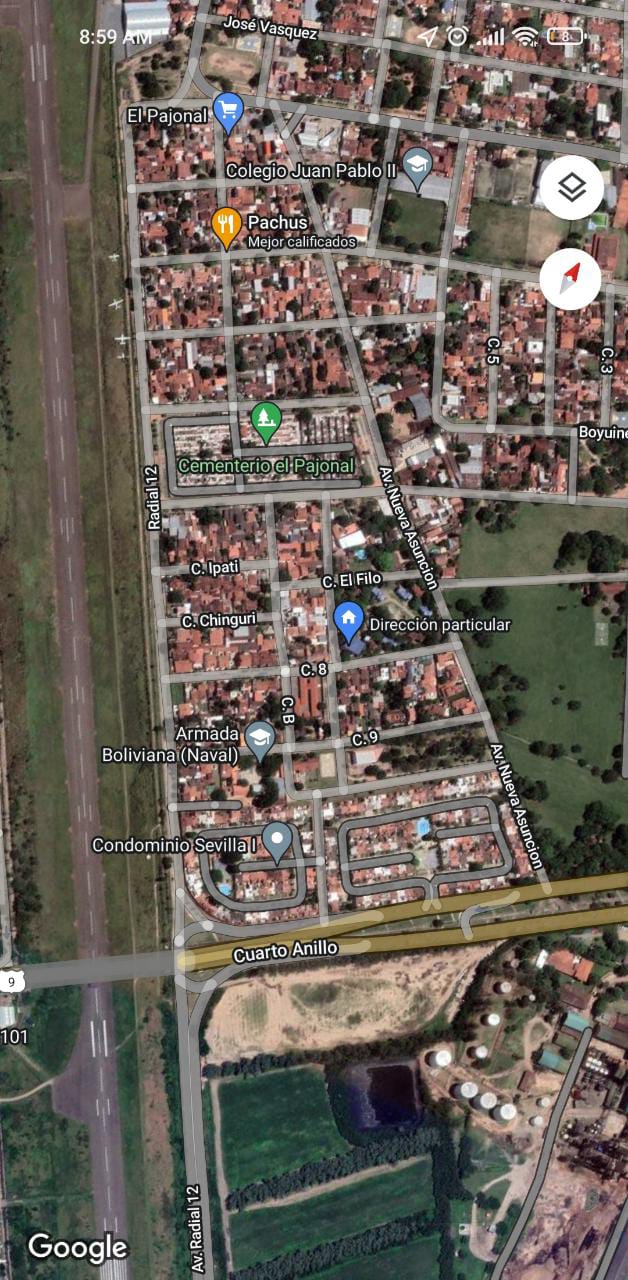 8:59 AM
8
José Vasquez
El Pajonal
Colegio Juan Pablo II
Pachus
Mejor calificados
C. 5
C. 3
Boyuine
Cementerio el Pajonal
Radial 12
Av. Nueva Asuncion
C. Ipati
C. El Filo
C. Chinguri
Dirección particular
C. 8
C. B
Armada
Boliviana (Naval)
C. 9
Av. Nueva Asuncion
Condominio Sevilla I
Cuarto Anillo
9
101
Av. Radial 12
Google